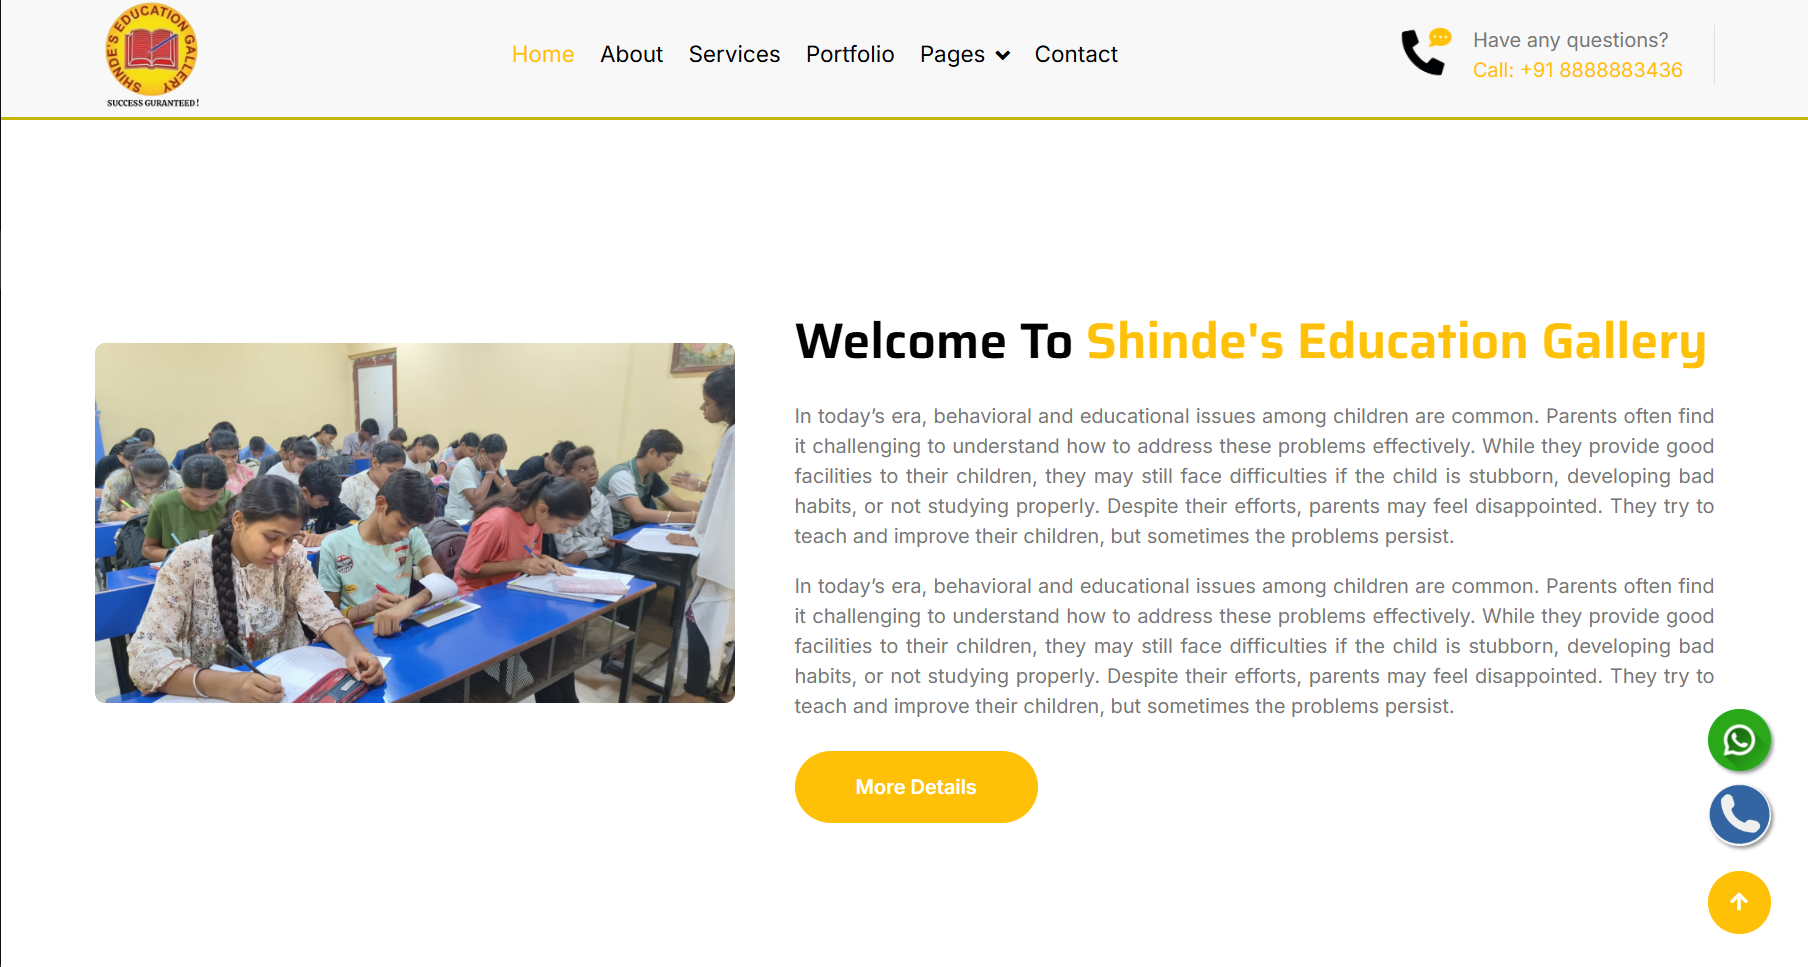 SHINDE'S EDUCATION GALLERY
SUCCESS GURANTEED !
Home About Services Portfolio Pages Contact
Have any questions?
Call: +91 8888883436
Welcome To Shinde's Education Gallery
In today’s era, behavioral and educational issues among children are common. Parents often find
it challenging to understand how to address these problems effectively. While they provide good
facilities to their children, they may still face difficulties if the child is stubborn, developing bad
habits, or not studying properly. Despite their efforts, parents may feel disappointed. They try to
teach and improve their children, but sometimes the problems persist.
In today’s era, behavioral and educational issues among children are common. Parents often find
it challenging to understand how to address these problems effectively. While they provide good
facilities to their children, they may still face difficulties if the child is stubborn, developing bad
habits, or not studying properly. Despite their efforts, parents may feel disappointed. They try to
teach and improve their children, but sometimes the problems persist.
More Details